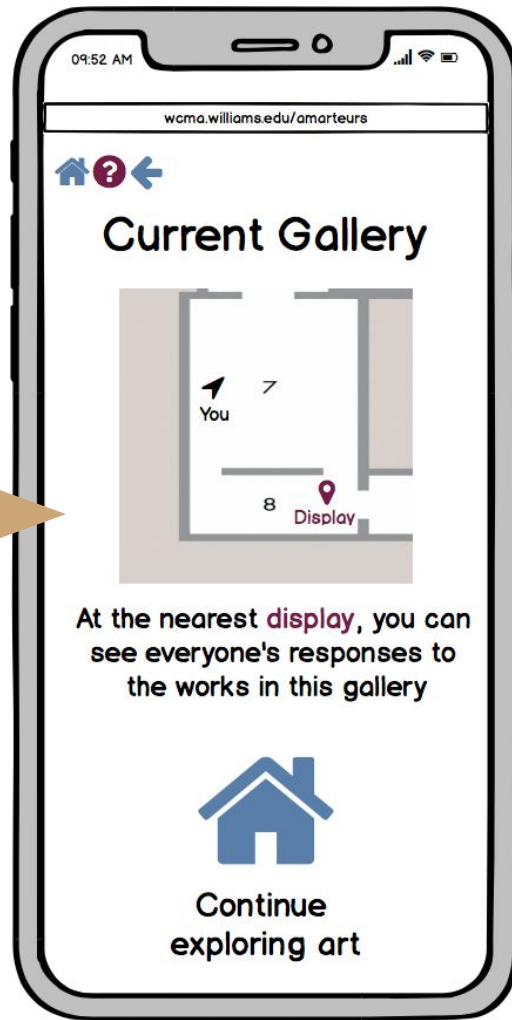 09:52 AM
wcma.williams.edu/amarteurs
?
Current Gallery
7
You
8
Display
At the nearest display, you can
see everyone's responses to
the works in this gallery
Continue
exploring art